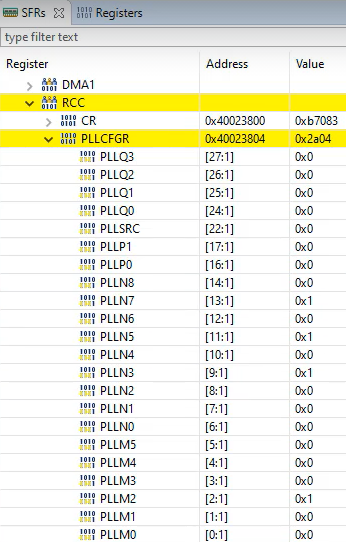 SFRs Registers
type filter text
Register Address Value
DMA1
RCC
CR 0x40023800 0xb7083
PLLCFGR 0x40023804 0x2a04
PLLQ3 [27:1] 0x0
PLLQ2 [26:1] 0x0
PLLQ1 [25:1] 0x0
PLLQ0 [24:1] 0x0
PLLSRC [22:1] 0x0
PLLP1 [17:1] 0x0
PLLP0 [16:1] 0x0
PLLN8 [14:1] 0x0
PLLN7 [13:1] 0x1
PLLN6 [12:1] 0x0
PLLN5 [11:1] 0x1
PLLN4 [10:1] 0x0
PLLN3 [9:1] 0x1
PLLN2 [8:1] 0x0
PLLN1 [7:1] 0x0
PLLN0 [6:1] 0x0
PLLM5 [5:1] 0x0
PLLM4 [4:1] 0x0
PLLM3 [3:1] 0x0
PLLM2 [2:1] 0x1
PLLM1 [1:1] 0x0
PLLM0 [0:1] 0x0